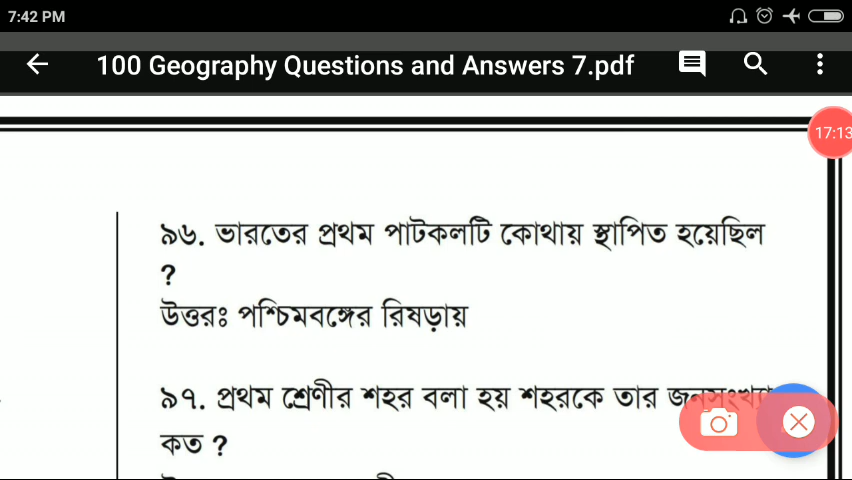 7:42 PM
100 Geography Questions and Answers 7.pdf
17:13
৯৬. ভারতের প্রথম পাটকলটি কোথায় স্থাপিত হয়েছিল
?
উত্তরঃ পশ্চিমবঙ্গের রিষড়ায়
৯৭. প্রথম শ্রেণীর শহর বলা হয় শহরকে তার জনসংখ্যা
কত ?